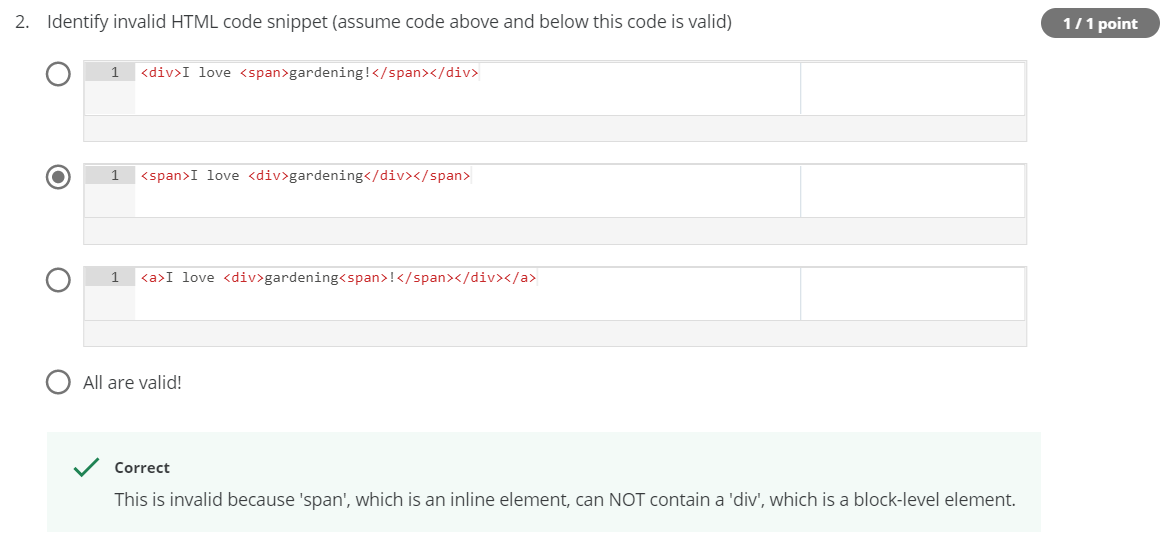 2. Identify invalid HTML code snippet (assume code above and below this code is valid)
1 / 1 point
1 <div>I love <span>gardening!</span></div>
1 <span>I love <div>gardening</div></span>
1 <a>I love <div>gardening<span>!</span></div></a>
All are valid!
Correct
This is invalid because 'span', which is an inline element, can NOT contain a 'div', which is a block-level element.